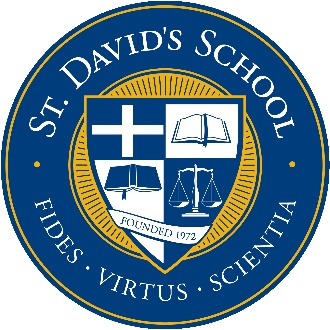 ST. DAVID'S SCHOOL
FOUNDED 1972
FIDES · VIRTUS · SCIENTIA